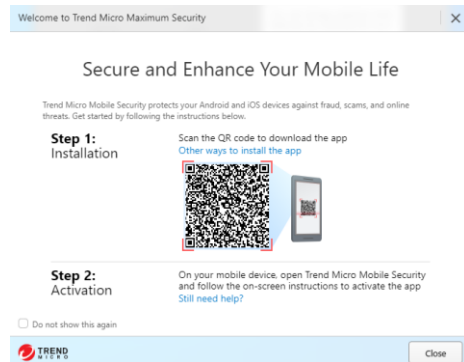 Welcome to Trend Micro Maximum Security
Secure and Enhance Your Mobile Life
Trend Micro Mobile Security protects your Android and iOS devices against fraud, scams, and online
threats. Get started by following the instructions below.
Step 1:
Installation
Scan the QR code to download the app
Other ways to install the app
Step 2:
Activation
On your mobile device, open Trend Micro Mobile Security
and follow the on-screen instructions to activate the app
Still need help?
Do not show this again
TREND
MICRO
Close